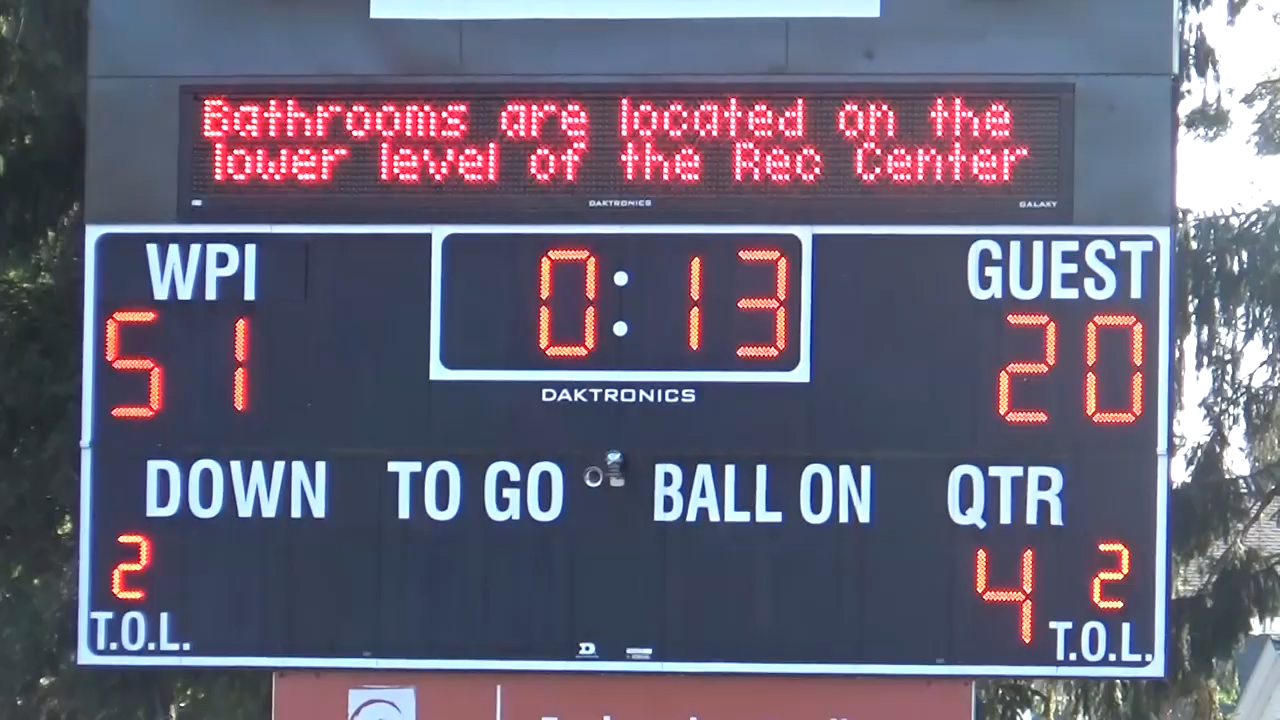 Bathrooms are located on the
lower level of the Rec Center
DAKTRONICS GALAXY
WPI 0:13 GUEST
51 20
DAKTRONICS
DOWN TO GO BALL ON QTR
2 4 2
T.O.L. T.O.L.